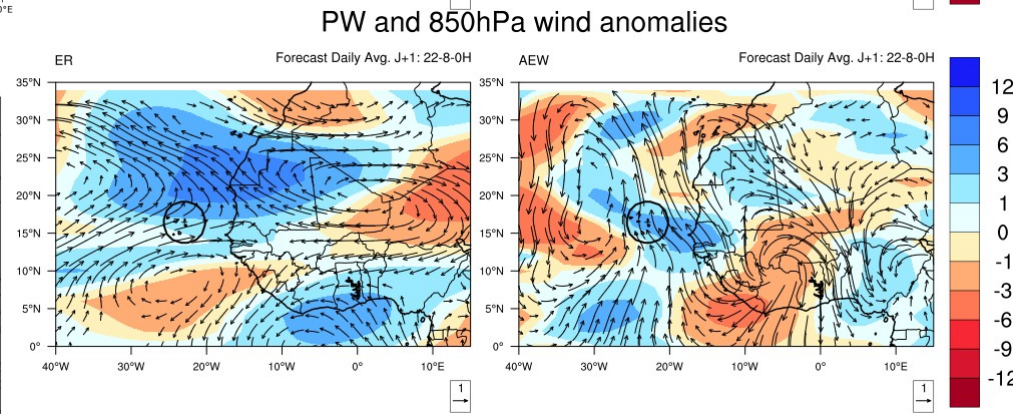 0°E
PW and 850hPa wind anomalies
ER
Forecast Daily Avg. J+1: 22-8-0H
AEW
Forecast Daily Avg. J+1: 22-8-0H
35°N
30°N
25°N
20°N
15°N
10°N
5°N
0°
40°W 30°W 20°W 10°W 0° 10°E
1
35°N
30°N
25°N
20°N
15°N
10°N
5°N
0°
40°W 30°W 20°W 10°W 0° 10°E
1
12
9
6
3
1
0
-1
-3
-6
-9
-12